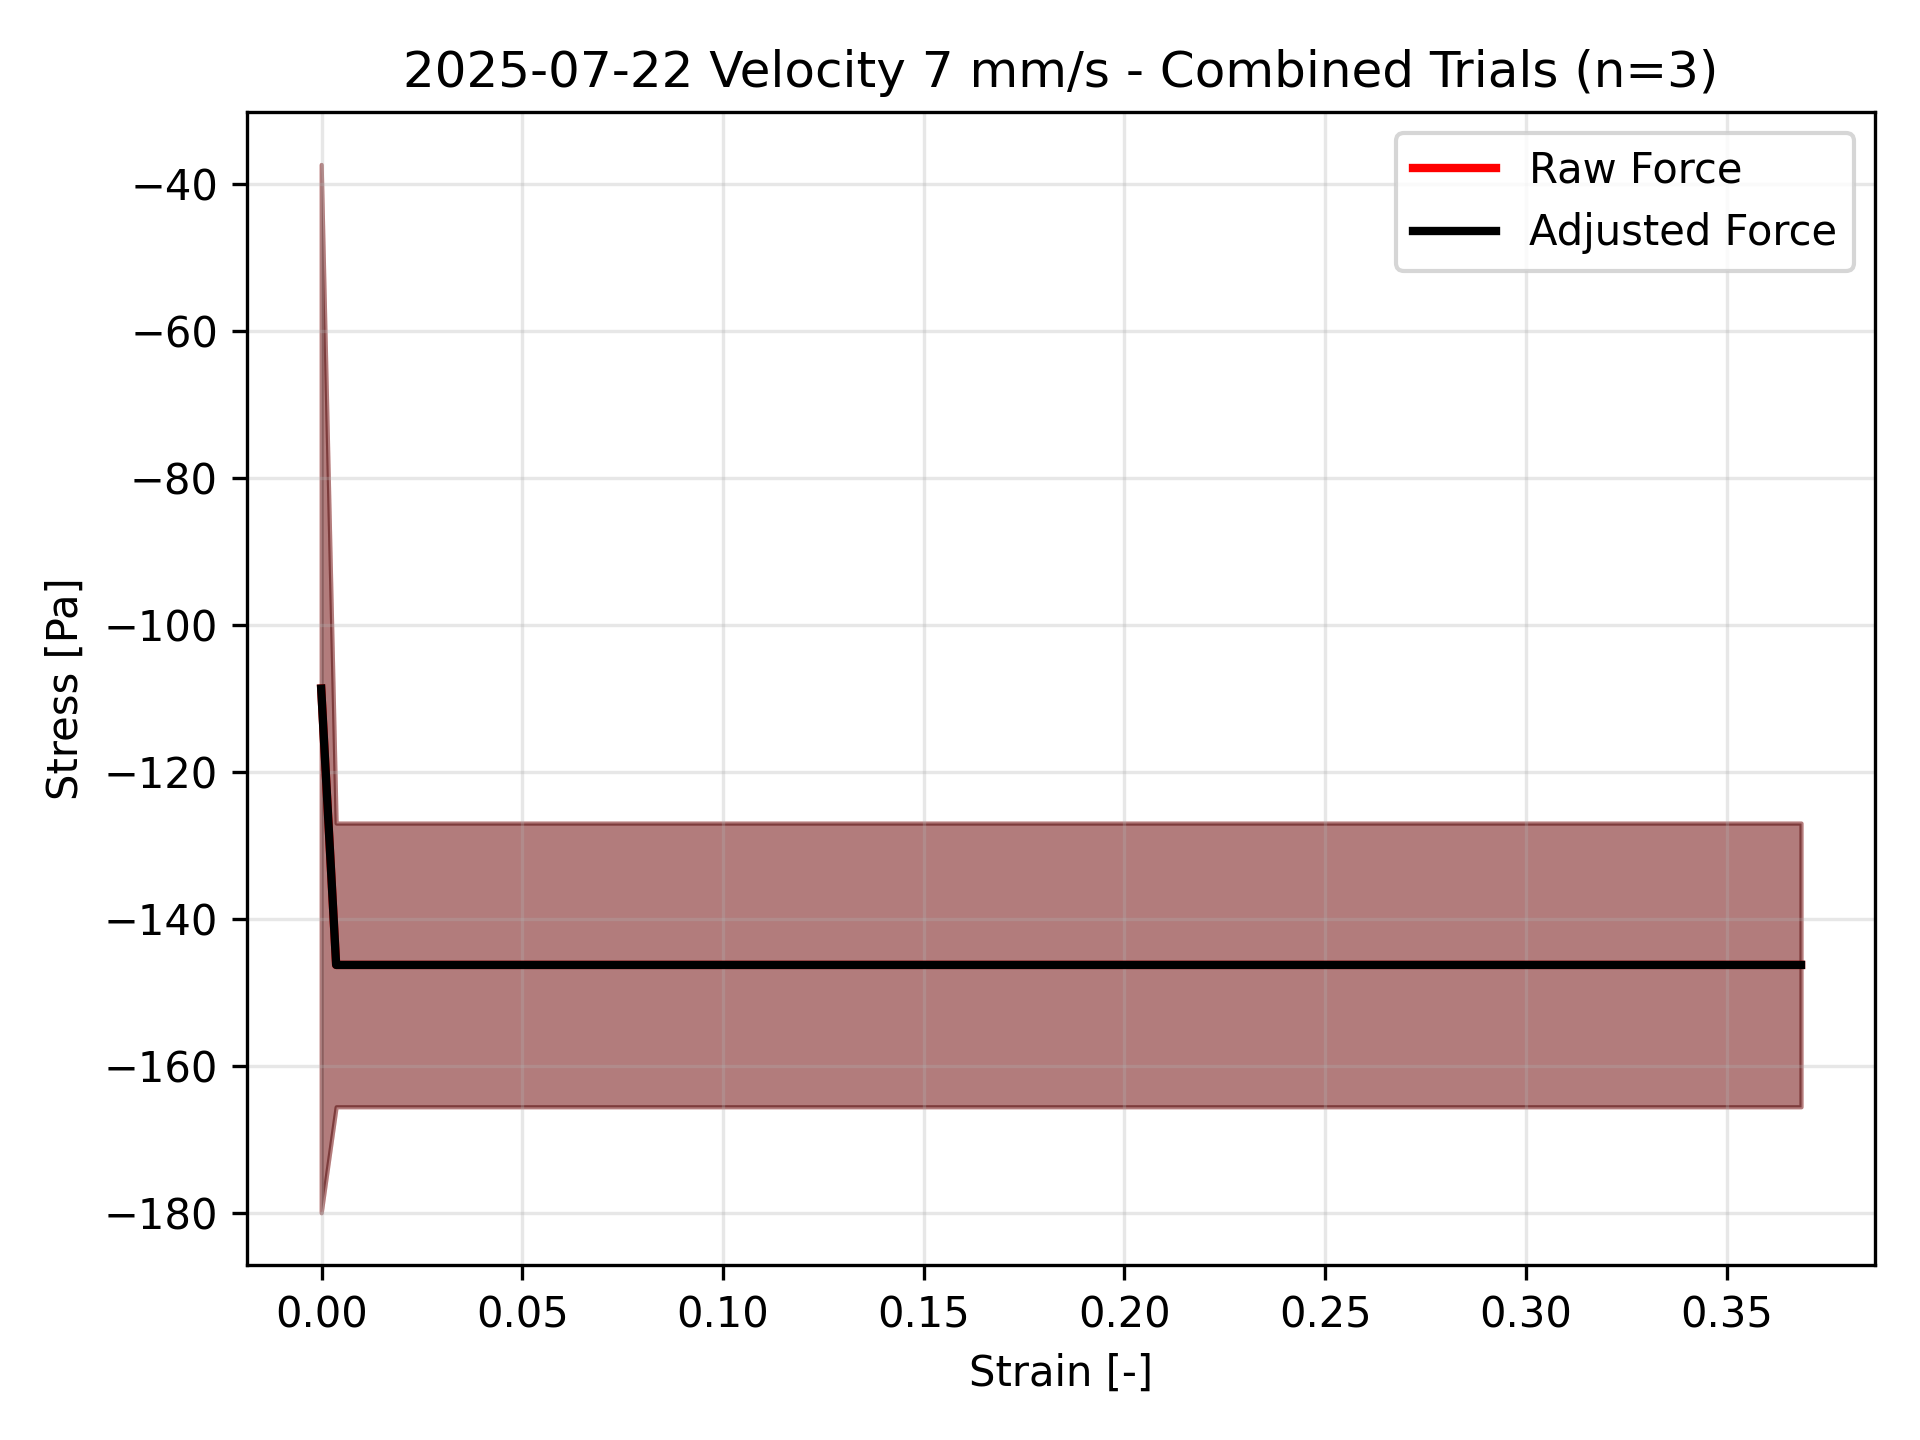 2025-07-22 Velocity 7 mm/s - Combined Trials (n=3)
Raw Force
Adjusted Force
Stress [Pa]
−40
−60
−80
−100
−120
−140
−160
−180
0.00 0.05 0.10 0.15 0.20 0.25 0.30 0.35
Strain [-]